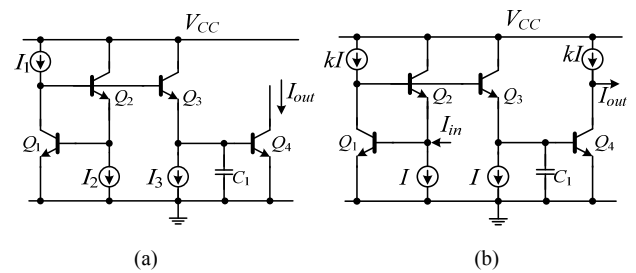 V_CC V_CC
I_1 Q_2 Q_3 I_out kI Q_2 Q_3 kI I_out
Q_1 Q_4 Q_1 I_in Q_4
I_2 I_3 C_1 I I C_1
(a) (b)